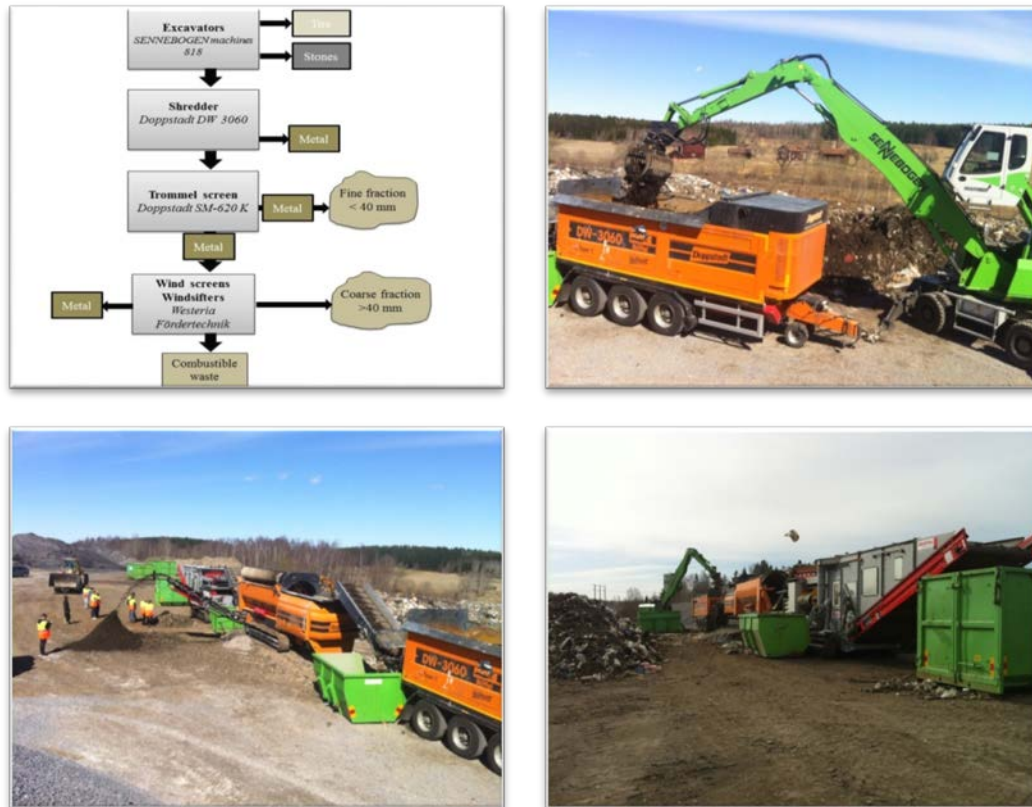 Excavators
SENNEBOGEN machines
818
Stones
Shredder
Doppstadt DW 3060
Metal
Trommel screen
Doppstadt SM-620 K
Metal
Fine fraction
< 40 mm
Metal
Wind screens
Windsifters
Westeria
Fördertechnik
Metal
Coarse fraction
>40 mm
Combustible
waste
SENNEBOGEN
DW-3060
Doppstadt
DW-3060